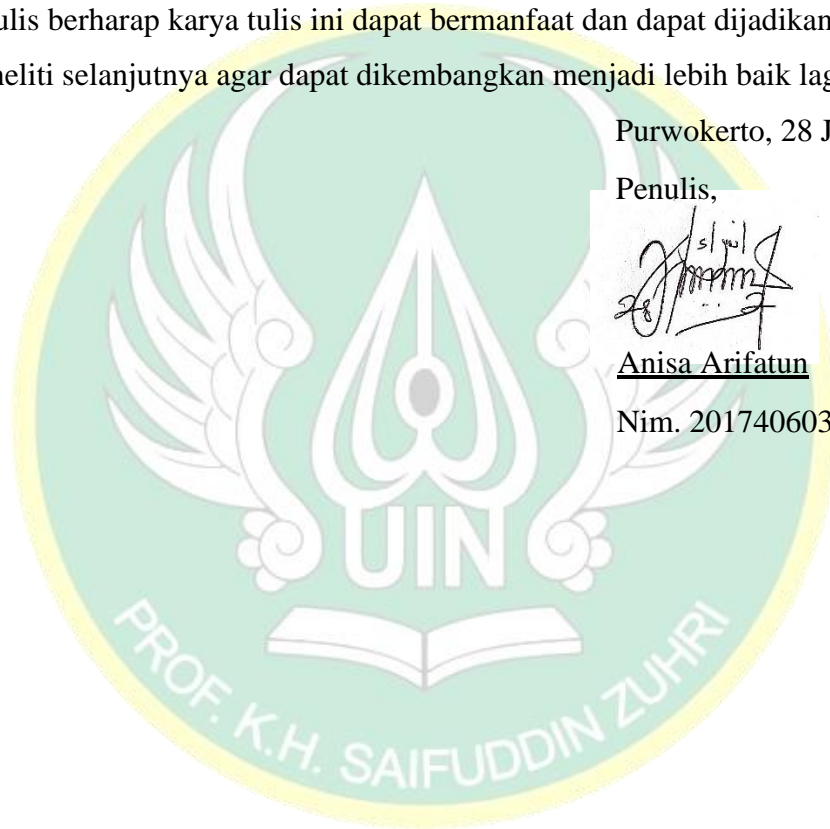 ulis berharap karya tulis ini dapat bermanfaat dan dapat dijadikan
neliti selanjutnya agar dapat dikembangkan menjadi lebih baik lag
Purwokerto, 28 J
Penulis,
Anisa Arifatun
Nim. 201740603
UIN
PROF. K.H. SAIFUDDIN ZUHRI